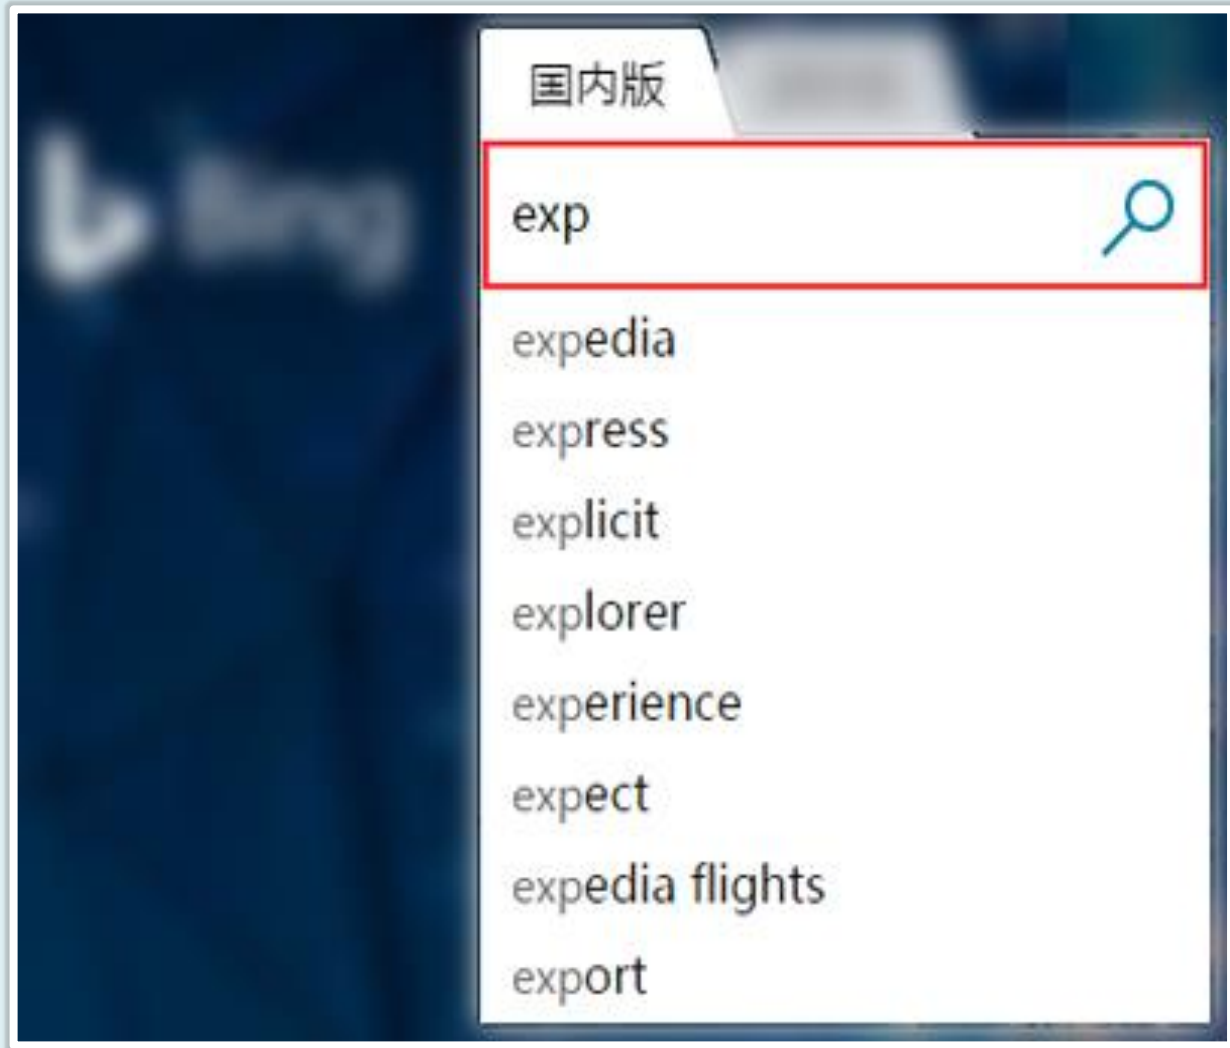 国内版
exp
expedia
express
explicit
explorer
experience
expect
expedia flights
export